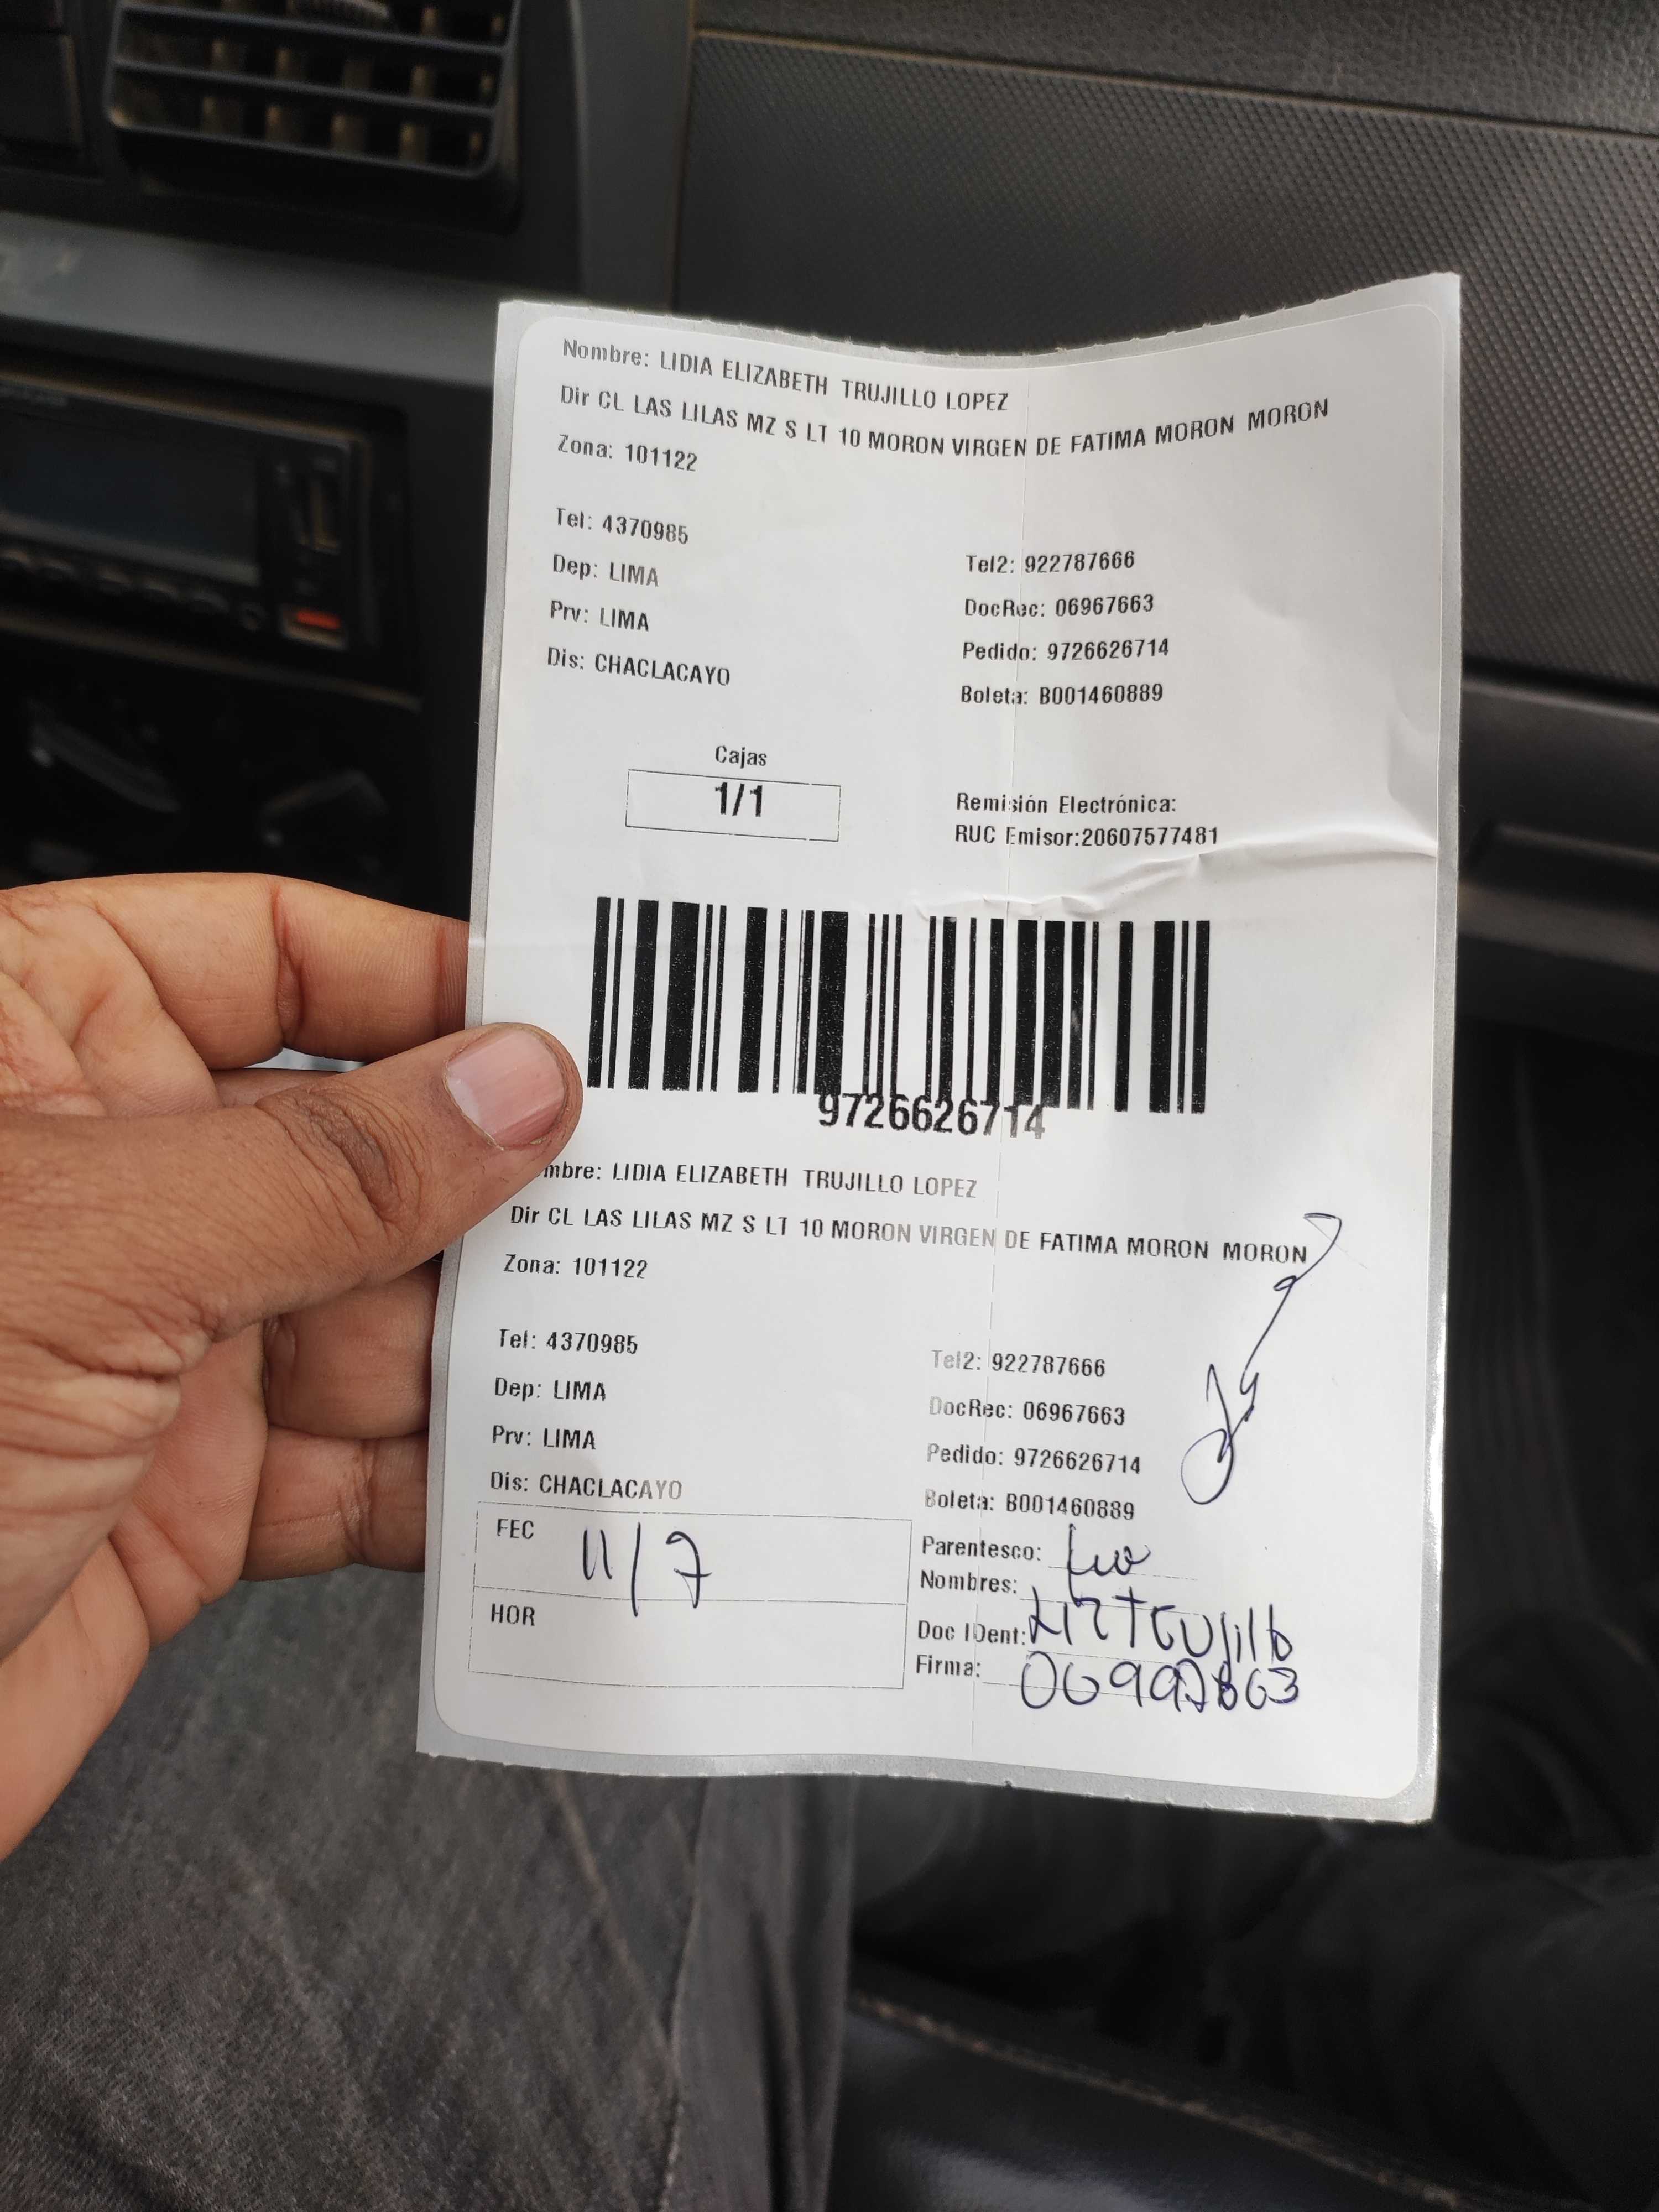 Nombre: LIDIA ELIZABETH TRUJILLO LOPEZ
Dir CL LAS LILAS MZ S LT 10 MORON VIRGEN DE FATIMA MORON MORON
Zona: 101122
Tel: 4370985
Tel2: 922787666
Dep: LIMA
DocRec: 06967663
Prv: LIMA
Pedido: 9726626714
Dis: CHACLACAYO
Boleta: B001460889
Cajas
1/1
Remisión Electrónica:
RUC Emisor:20607577481
9726626714
mbre: LIDIA ELIZABETH TRUJILLO LOPEZ
Dir CL LAS LILAS MZ S LT 10 MORON VIRGEN DE FATIMA MORON MORON
Zona: 101122
Tel: 4370985
Tel2: 922787666
Dep: LIMA
DocRec: 06967663
Prv: LIMA
Pedido: 9726626714
Dis: CHACLACAYO
Boleta: B001460889
FEC 11/7
Parentesco:
Nombres:
HOR
Doc IDent: Trujillo
Firma: